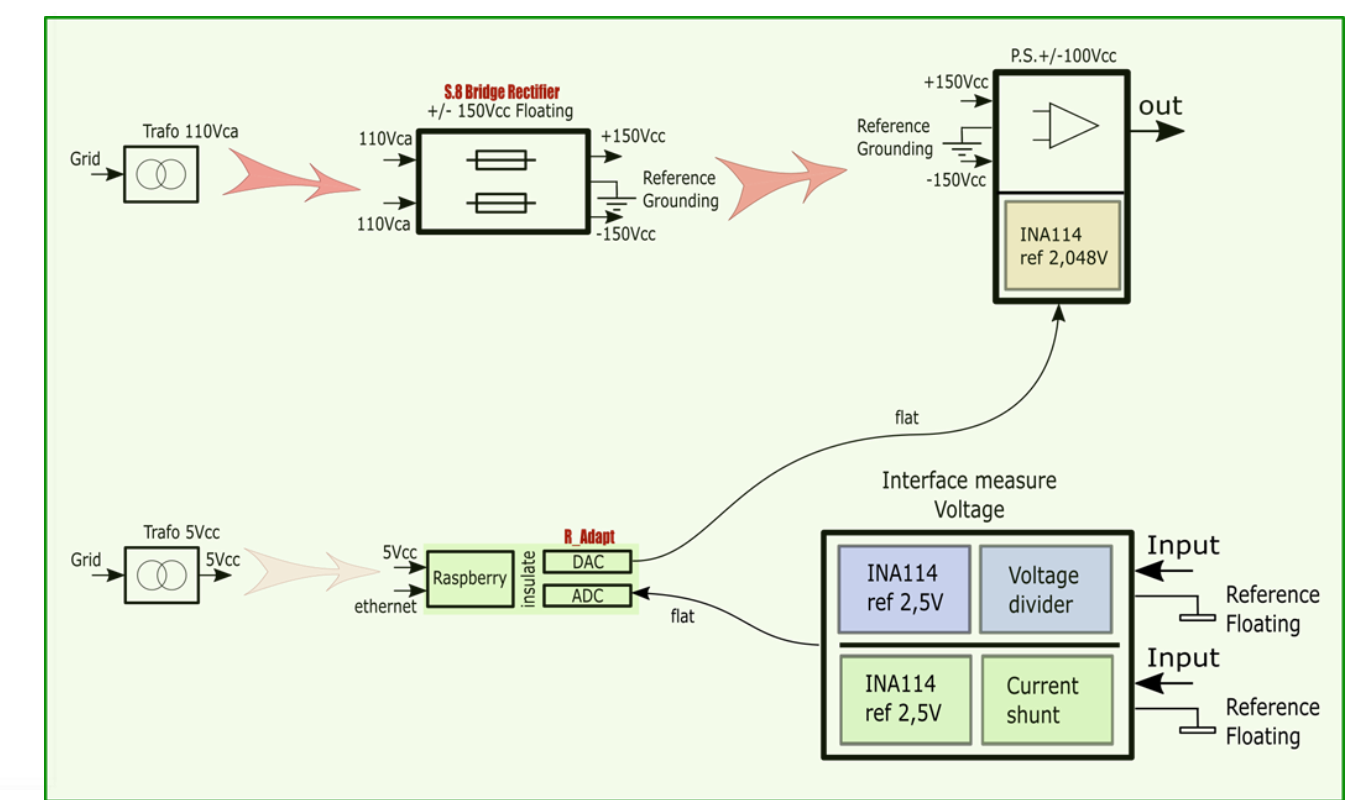 P.S.+/-100Vcc
S.8 Bridge Rectifier
+/- 150Vcc Floating
Trafo 110Vca
Grid
110Vca
110Vca
+150Vcc
Reference
Grounding
-150Vcc
+150Vcc
Reference
Grounding
-150Vcc
out
INA114
ref 2,048V
flat
Interface measure
Voltage
Trafo 5Vcc
Grid
5Vcc
5Vcc
ethernet
Raspberry
insulate
R_Adapt
DAC
ADC
flat
INA114
ref 2,5V
Voltage
divider
Input
Reference
Floating
INA114
ref 2,5V
Current
shunt
Input
Reference
Floating